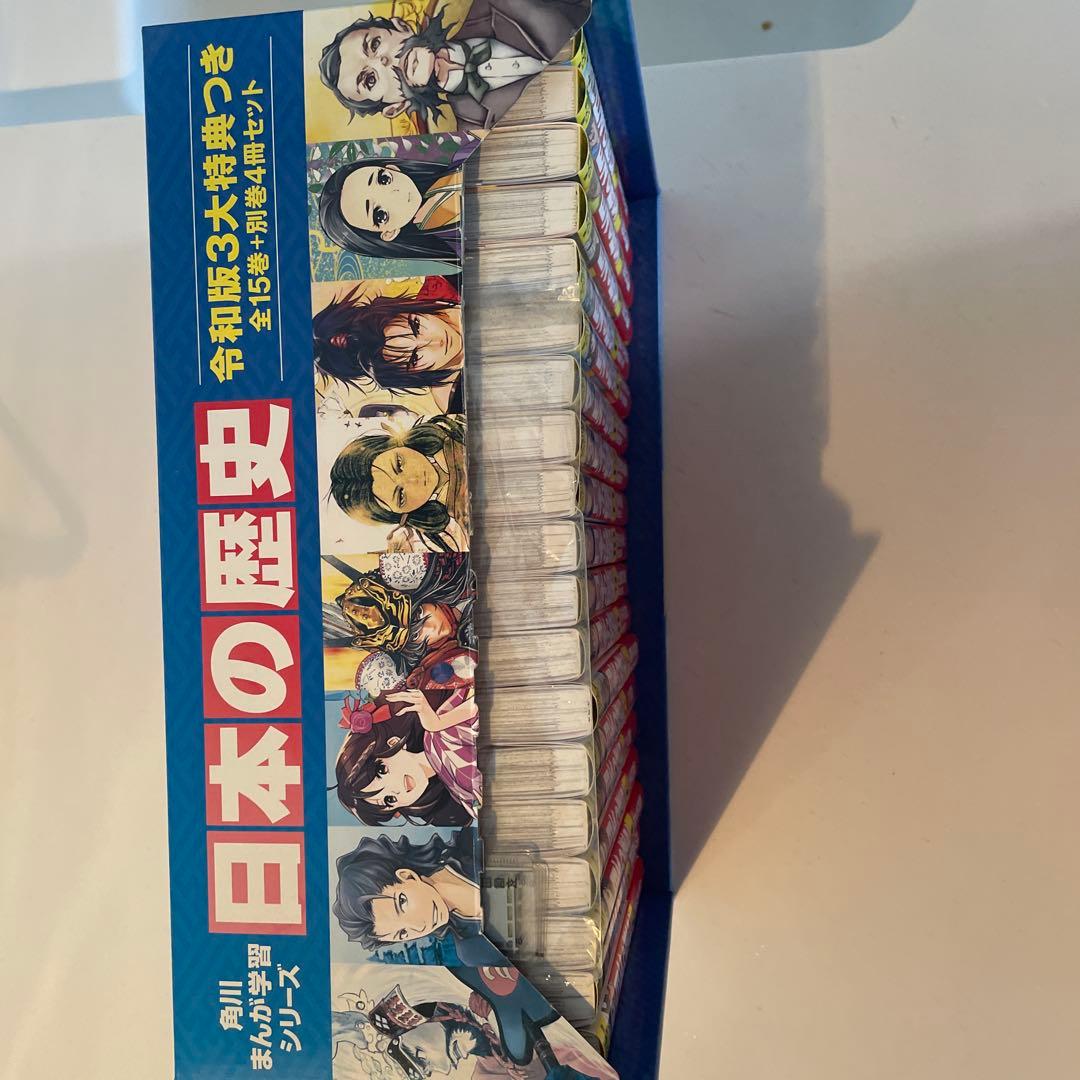 角川
まんが学習
シリーズ
日本の歴史
令和版3大特典つき
全15巻+別巻4冊セット